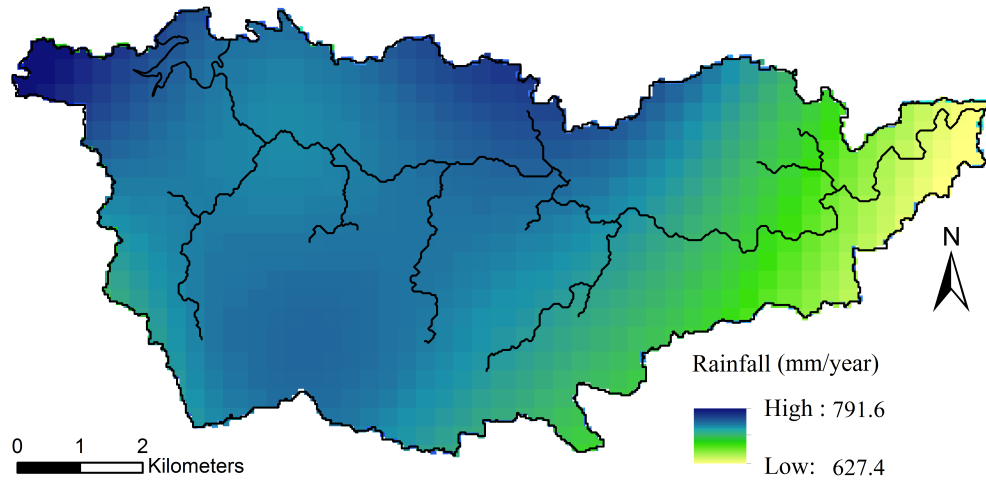 N
Rainfall (mm/year)
High : 791.6
Low: 627.4
0 1 2
Kilometers